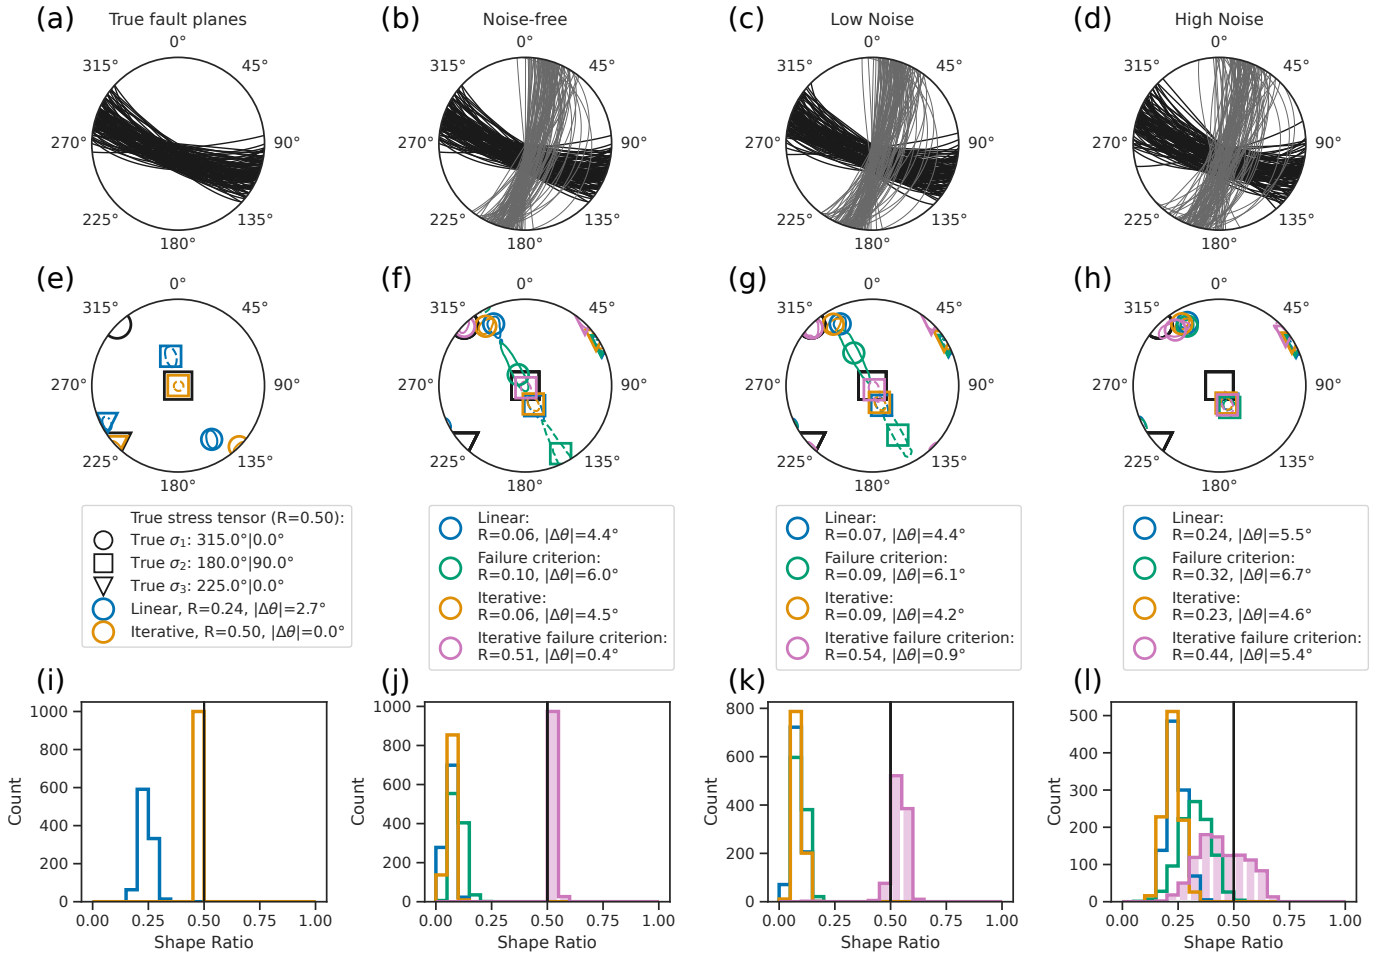 (a) True fault planes
0°
45°
90°
135°
180°
225°
270°
315°
(b) Noise-free
0°
45°
90°
135°
180°
225°
270°
315°
(c) Low Noise
0°
45°
90°
135°
180°
225°
270°
315°
(d) High Noise
0°
45°
90°
135°
180°
225°
270°
315°
(e)
0°
45°
90°
135°
180°
225°
270°
315°
(f)
0°
45°
90°
135°
180°
225°
270°
315°
(g)
0°
45°
90°
135°
180°
225°
270°
315°
(h)
0°
45°
90°
135°
180°
225°
270°
315°
True stress tensor (R=0.50):
True σ₁: 315.0°|0.0°
True σ₂: 180.0°|90.0°
True σ₃: 225.0°|0.0°
Linear, R=0.24, |Δθ|=2.7°
Iterative, R=0.50, |Δθ|=0.0°
Linear:
R=0.06, |Δθ|=4.4°
Failure criterion:
R=0.10, |Δθ|=6.0°
Iterative:
R=0.06, |Δθ|=4.5°
Iterative failure criterion:
R=0.51, |Δθ|=0.4°
Linear:
R=0.07, |Δθ|=4.4°
Failure criterion:
R=0.09, |Δθ|=6.1°
Iterative:
R=0.09, |Δθ|=4.2°
Iterative failure criterion:
R=0.54, |Δθ|=0.9°
Linear:
R=0.24, |Δθ|=5.5°
Failure criterion:
R=0.32, |Δθ|=6.7°
Iterative:
R=0.23, |Δθ|=4.6°
Iterative failure criterion:
R=0.44, |Δθ|=5.4°
(i)
Count
1000
800
600
400
200
0
0.00 0.25 0.50 0.75 1.00
Shape Ratio
(j)
Count
1000
800
600
400
200
0
0.00 0.25 0.50 0.75 1.00
Shape Ratio
(k)
Count
800
600
400
200
0
0.00 0.25 0.50 0.75 1.00
Shape Ratio
(l)
Count
500
400
300
200
100
0
0.00 0.25 0.50 0.75 1.00
Shape Ratio